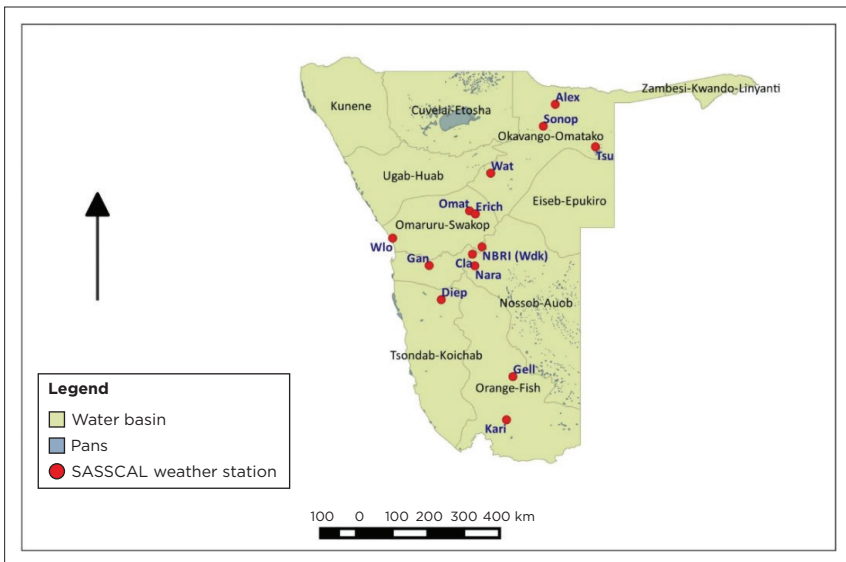 Zambesi-Kwando-Linyanti
Alex
Kunene
Cuvelai-Etosha
Sonop
Okavango-Omatako
Tsu
Wat
Ugab-Huab
Eiseb-Epukiro
Omat
Erich
Omaruru-Swakop
Wlo
NBRI (Wdk)
Gan
Cla
Nara
Diep
Nossob-Auob
Tsondab-Koichab
Gell
Orange-Fish
Kari
Legend
Water basin
Pans
SASSCAL weather station
100 0 100 200 300 400 km